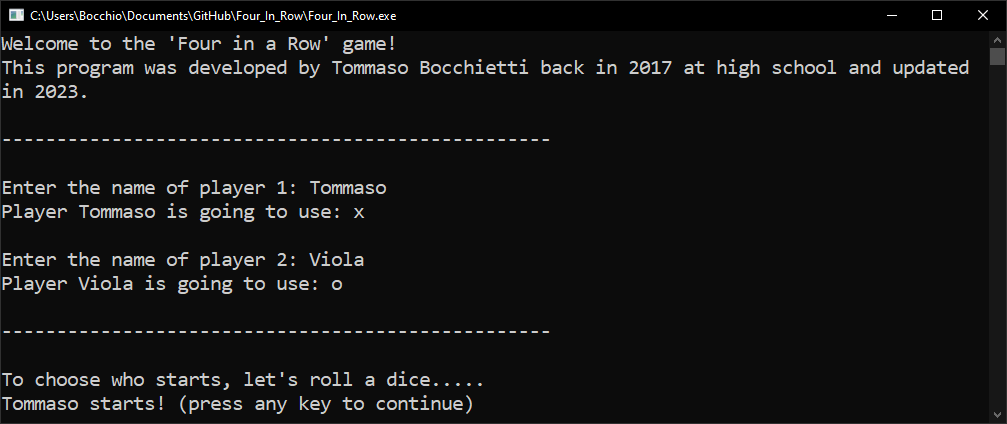 C:\Users\Bocchio\Documents\GitHub\Four_In_Row\Four_In_Row.exe
Welcome to the 'Four in a Row' game!
This program was developed by Tommaso Bocchietti back in 2017 at high school and updated
in 2023.
--------------------------------------------------
Enter the name of player 1: Tommaso
Player Tommaso is going to use: x
Enter the name of player 2: Viola
Player Viola is going to use: o
--------------------------------------------------
To choose who starts, let's roll a dice.....
Tommaso starts! (press any key to continue)